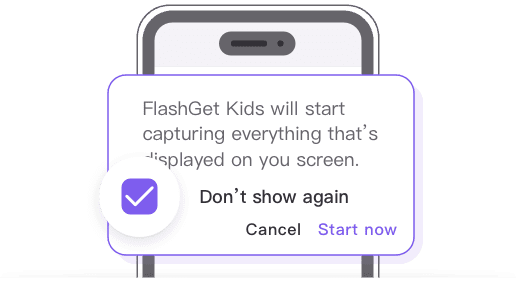 FlashGet Kids will start
capturing everything that's
displayed on you screen.
Don't show again
Cancel Start now